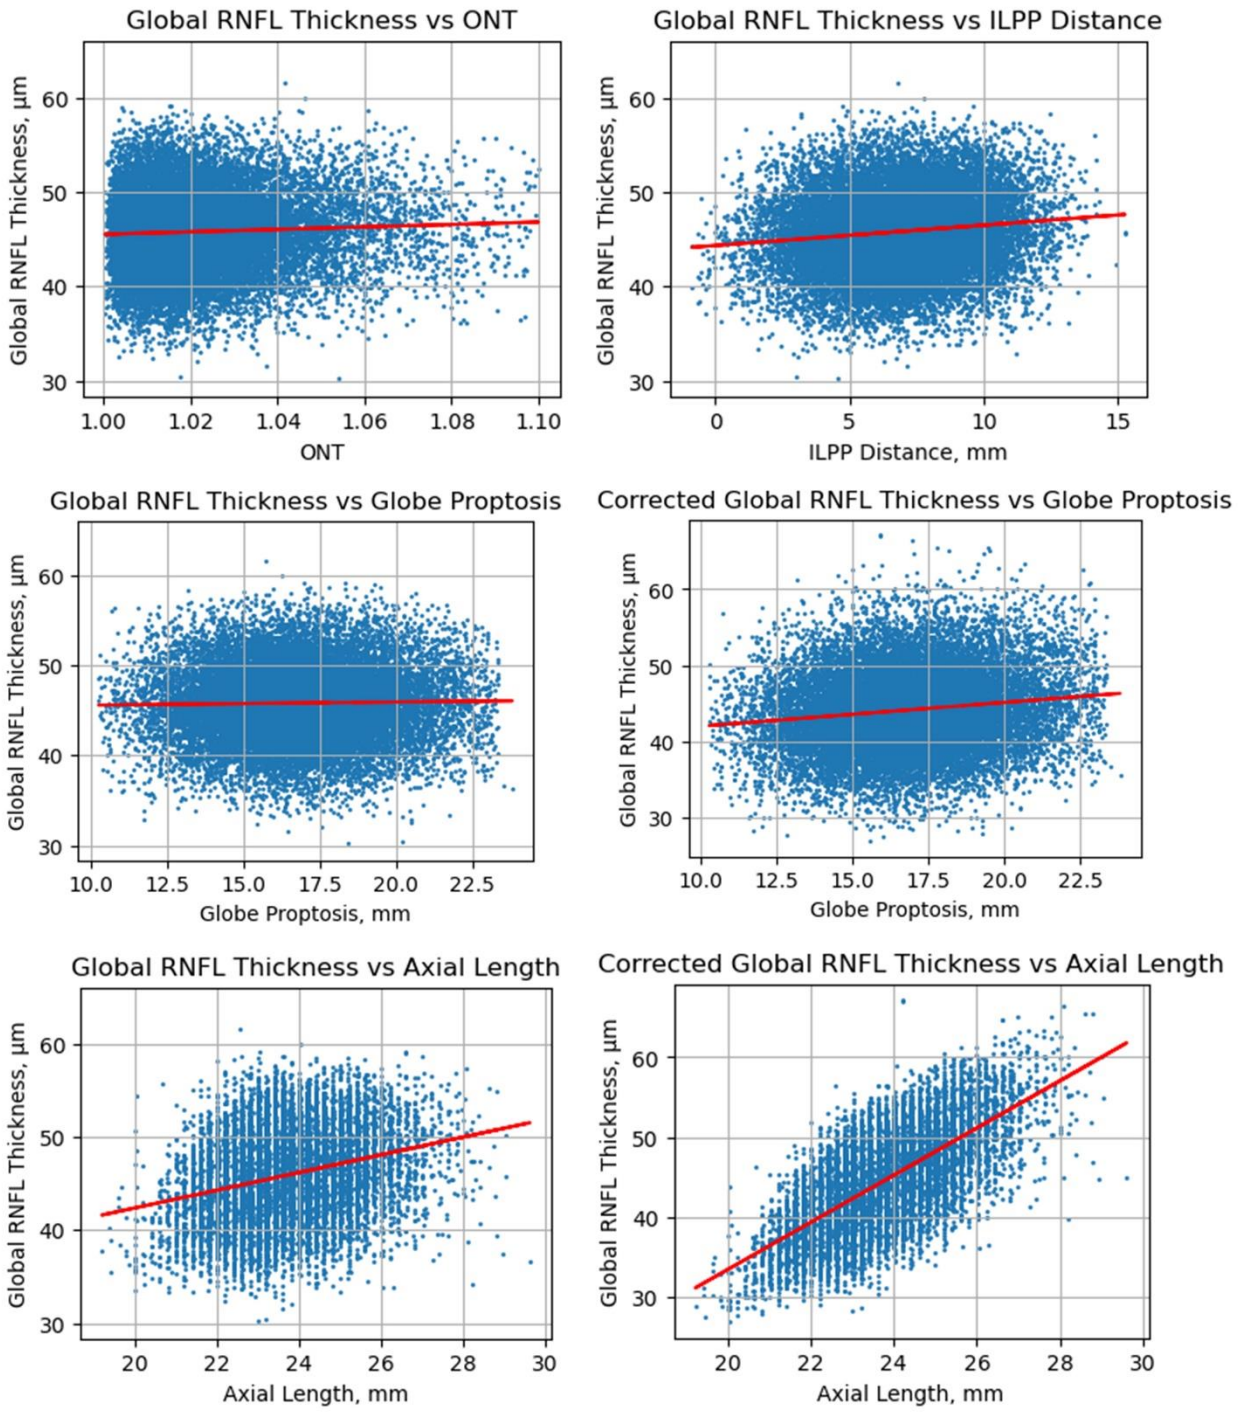 Global RNFL Thickness vs ONT
Global RNFL Thickness, µm
60
50
40
30
1.00 1.02 1.04 1.06 1.08 1.10
ONT
Global RNFL Thickness vs ILPP Distance
Global RNFL Thickness, µm
60
50
40
30
0 5 10 15
ILPP Distance, mm
Global RNFL Thickness vs Globe Proptosis
Global RNFL Thickness, µm
60
50
40
30
10.0 12.5 15.0 17.5 20.0 22.5
Globe Proptosis, mm
Corrected Global RNFL Thickness vs Globe Proptosis
Global RNFL Thickness, µm
60
50
40
30
10.0 12.5 15.0 17.5 20.0 22.5
Globe Proptosis, mm
Global RNFL Thickness vs Axial Length
Global RNFL Thickness, µm
60
50
40
30
20 22 24 26 28 30
Axial Length, mm
Corrected Global RNFL Thickness vs Axial Length
Global RNFL Thickness, µm
60
50
40
30
20 22 24 26 28 30
Axial Length, mm